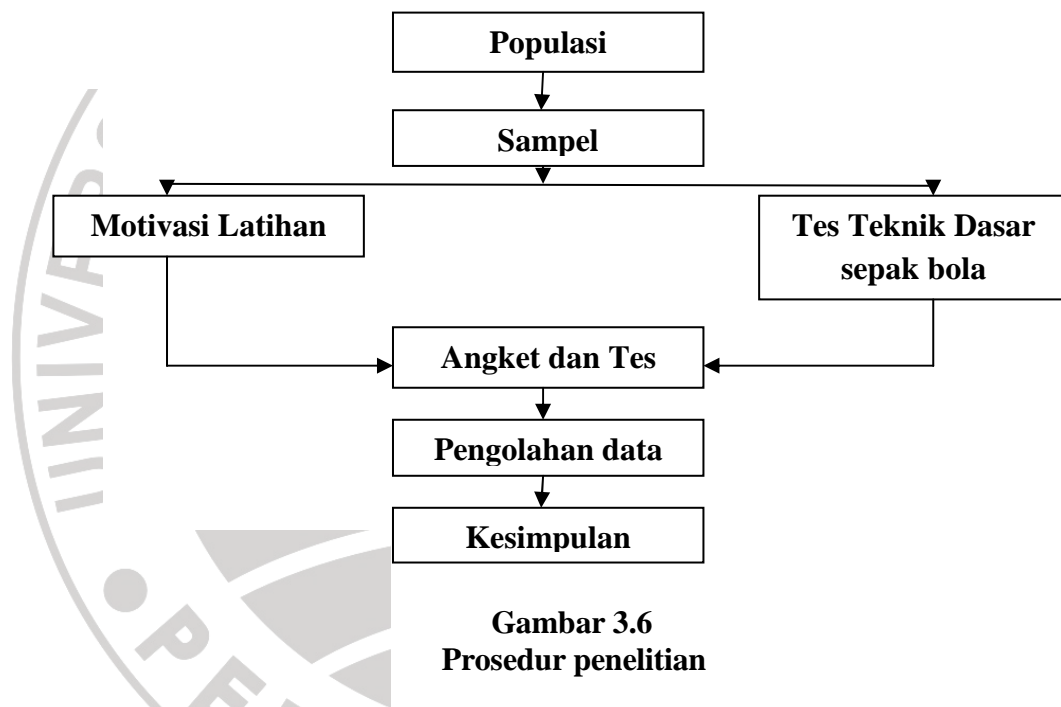 Populasi
Sampel
Motivasi Latihan
Tes Teknik Dasar
sepak bola
Angket dan Tes
Pengolahan data
Kesimpulan
Gambar 3.6
Prosedur penelitian